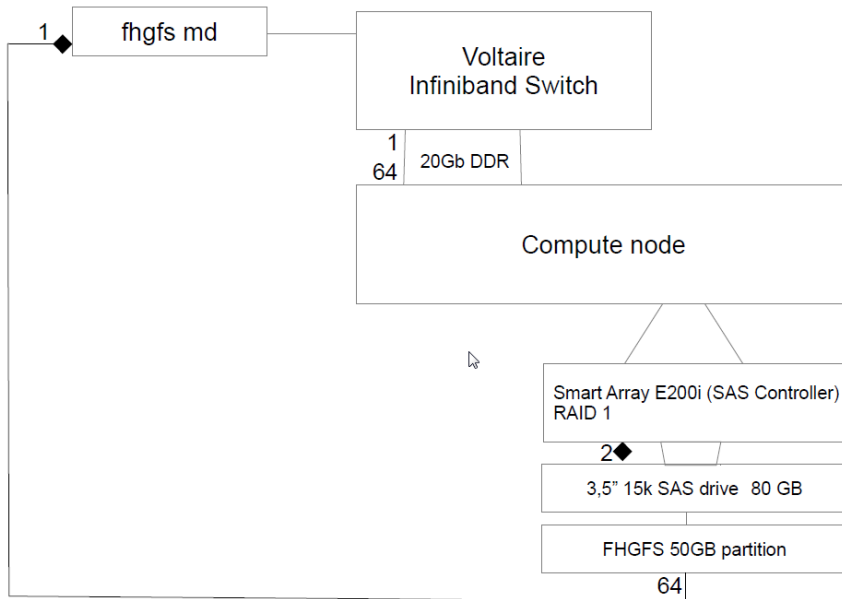 1
fhgfs md
Voltaire
Infiniband Switch
1
64
20Gb DDR
Compute node
Smart Array E200i (SAS Controller)
RAID 1
2
3,5” 15k SAS drive 80 GB
FHGFS 50GB partition
64